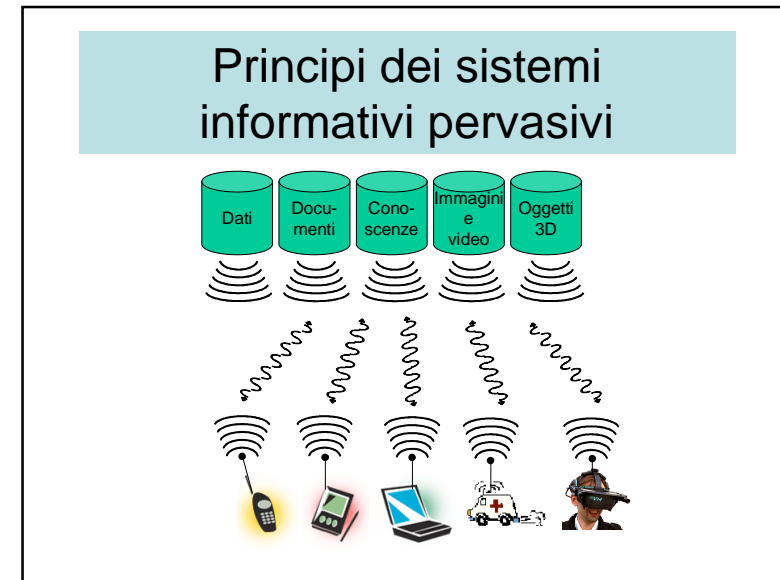 Principi dei sistemi
informativi pervasivi
Dati
Docu-
menti
Cono-
scenze
Immagini
e
video
Oggetti
3D